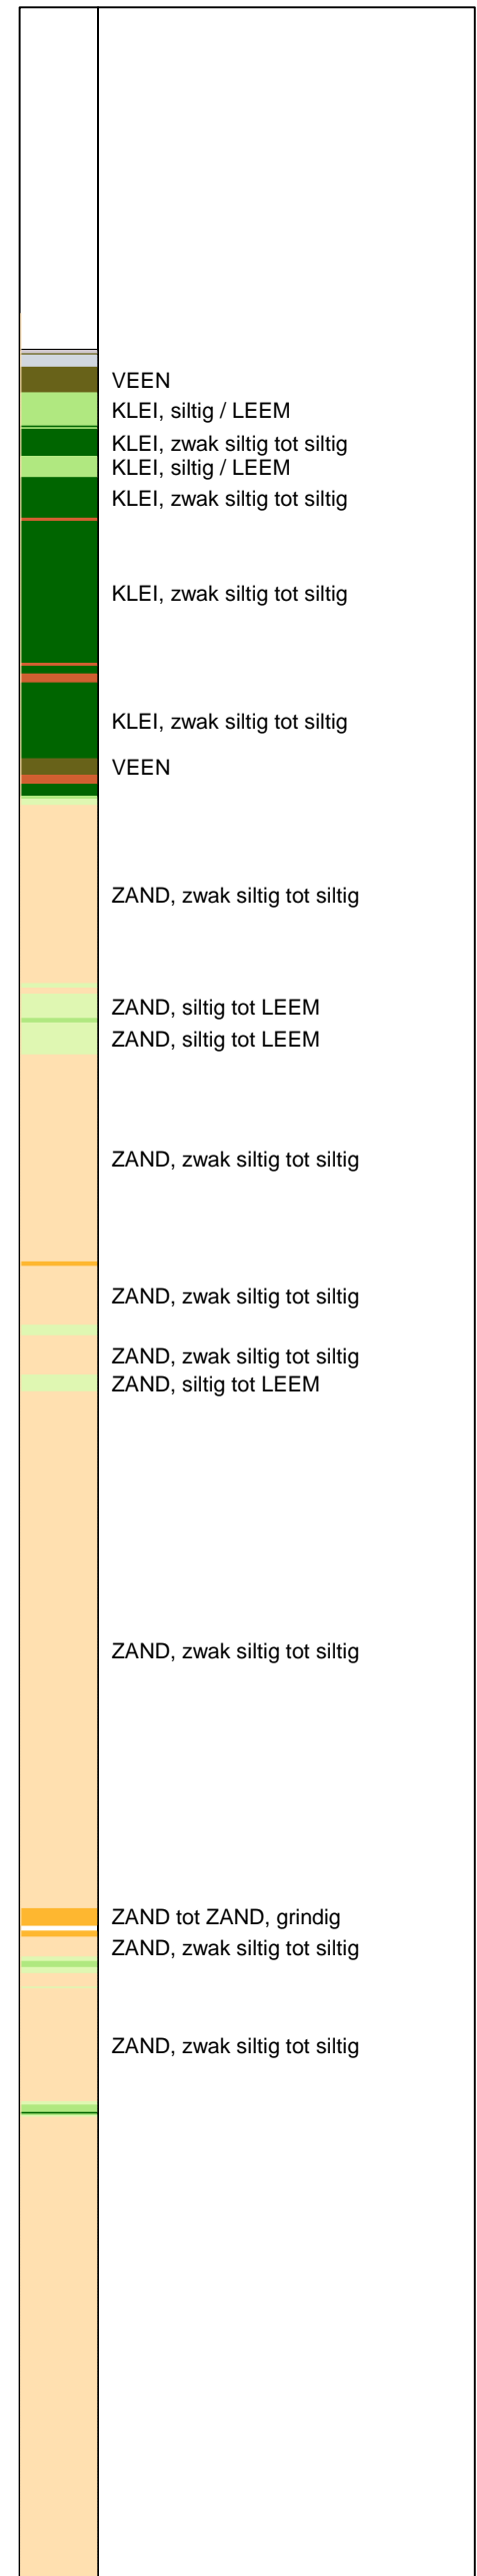 VEEN
KLEI, siltig / LEEM
KLEI, zwak siltig tot siltig
KLEI, siltig / LEEM
KLEI, zwak siltig tot siltig
KLEI, zwak siltig tot siltig
KLEI, zwak siltig tot siltig
VEEN
ZAND, zwak siltig tot siltig
ZAND, siltig tot LEEM
ZAND, siltig tot LEEM
ZAND, zwak siltig tot siltig
ZAND, zwak siltig tot siltig
ZAND, zwak siltig tot siltig
ZAND, siltig tot LEEM
ZAND, zwak siltig tot siltig
ZAND tot ZAND, grindig
ZAND, zwak siltig tot siltig
ZAND, zwak siltig tot siltig